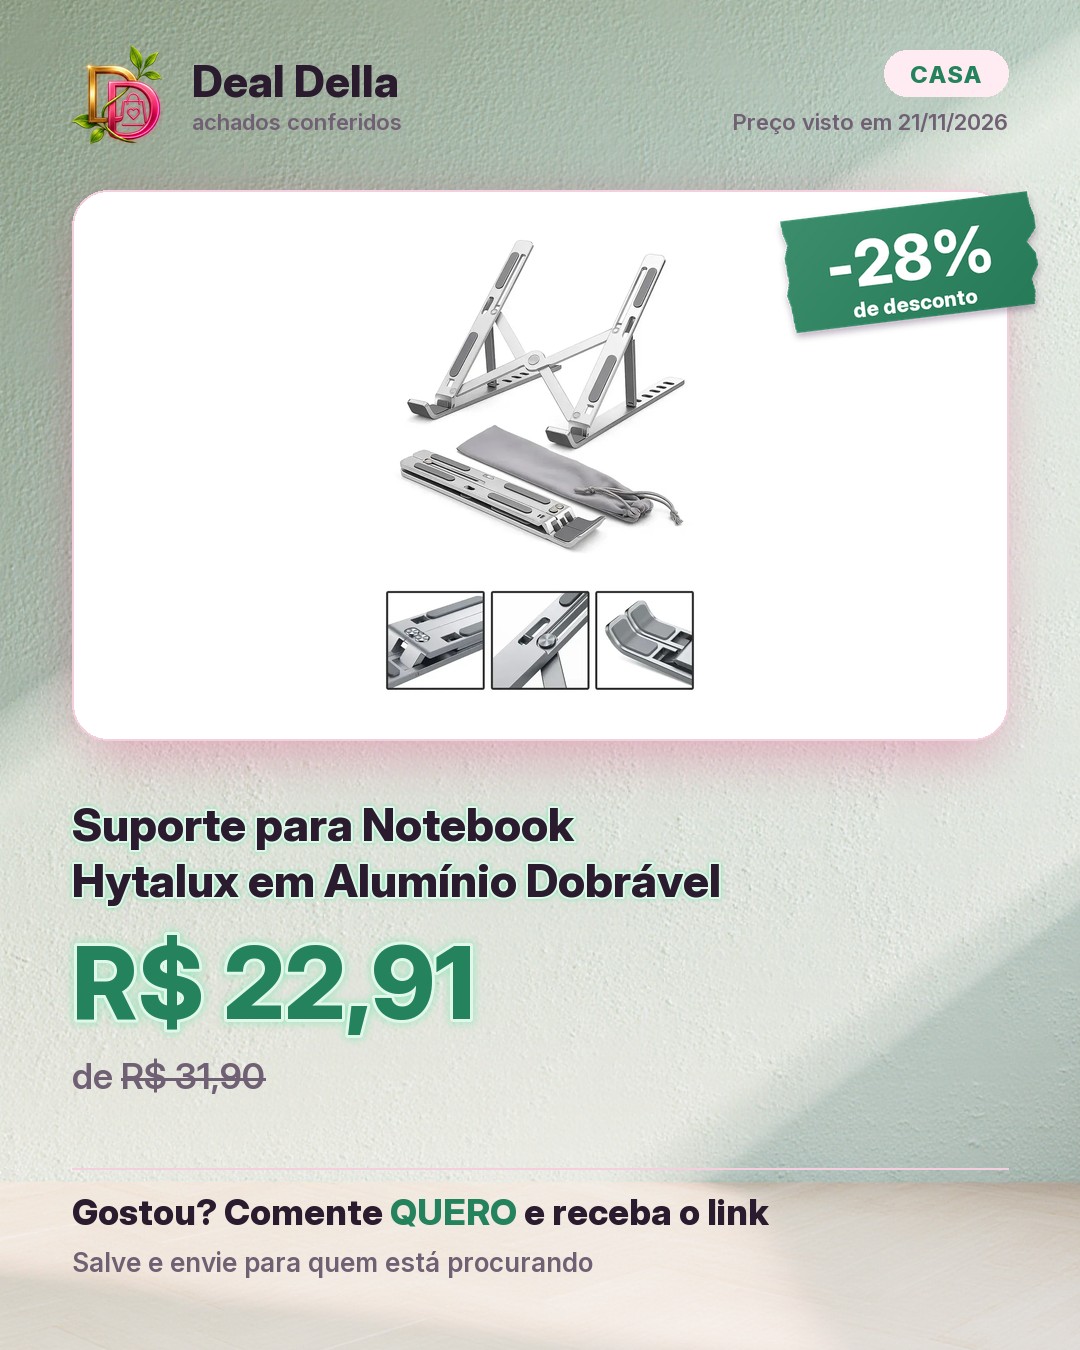 Deal Della
achados conferidos
CASA
Preço visto em 21/11/2026
-28%
de desconto
Suporte para Notebook
Hytalux em Alumínio Dobrável
R$ 22,91
de R$ 31,90
Gostou? Comente QUERO e receba o link
Salve e envie para quem está procurando